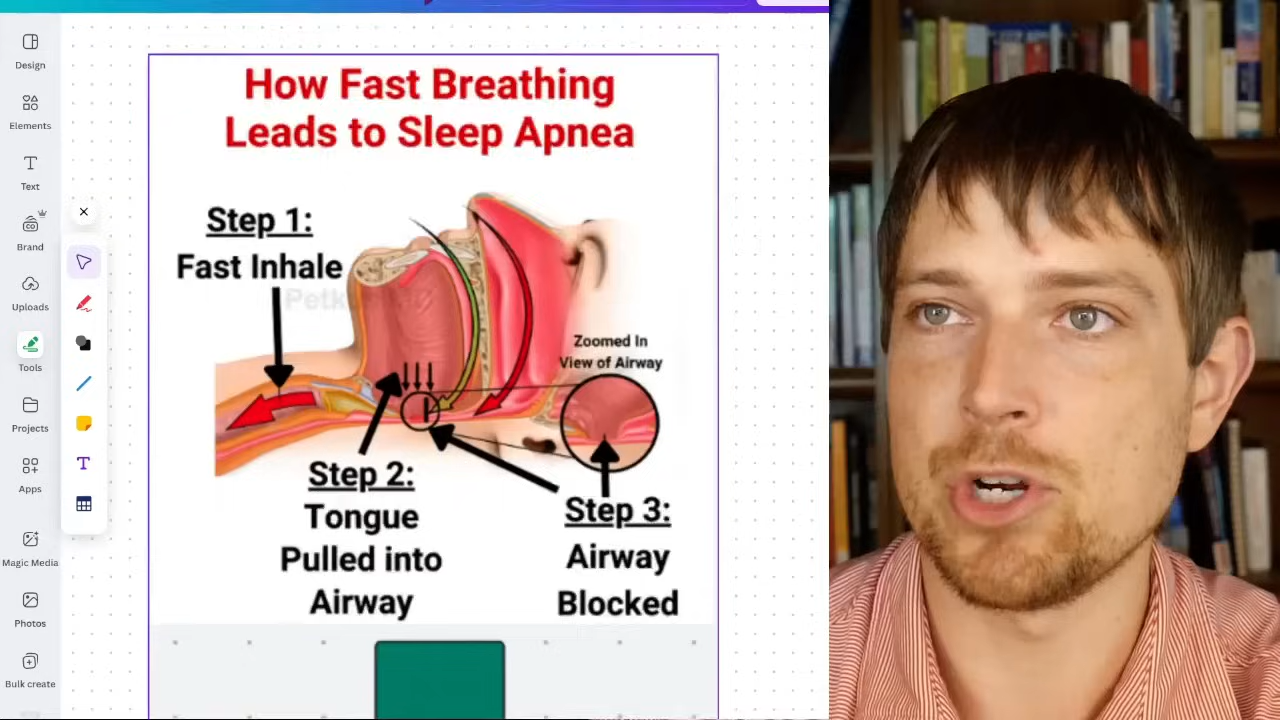 Design
Elements
Text
Brand
Uploads
Tools
Projects
Apps
Magic Media
Photos
Bulk create
How Fast Breathing
Leads to Sleep Apnea
Step 1:
Fast Inhale
Zoomed In
View of Airway
Step 2:
Tongue
Pulled into
Airway
Step 3:
Airway
Blocked